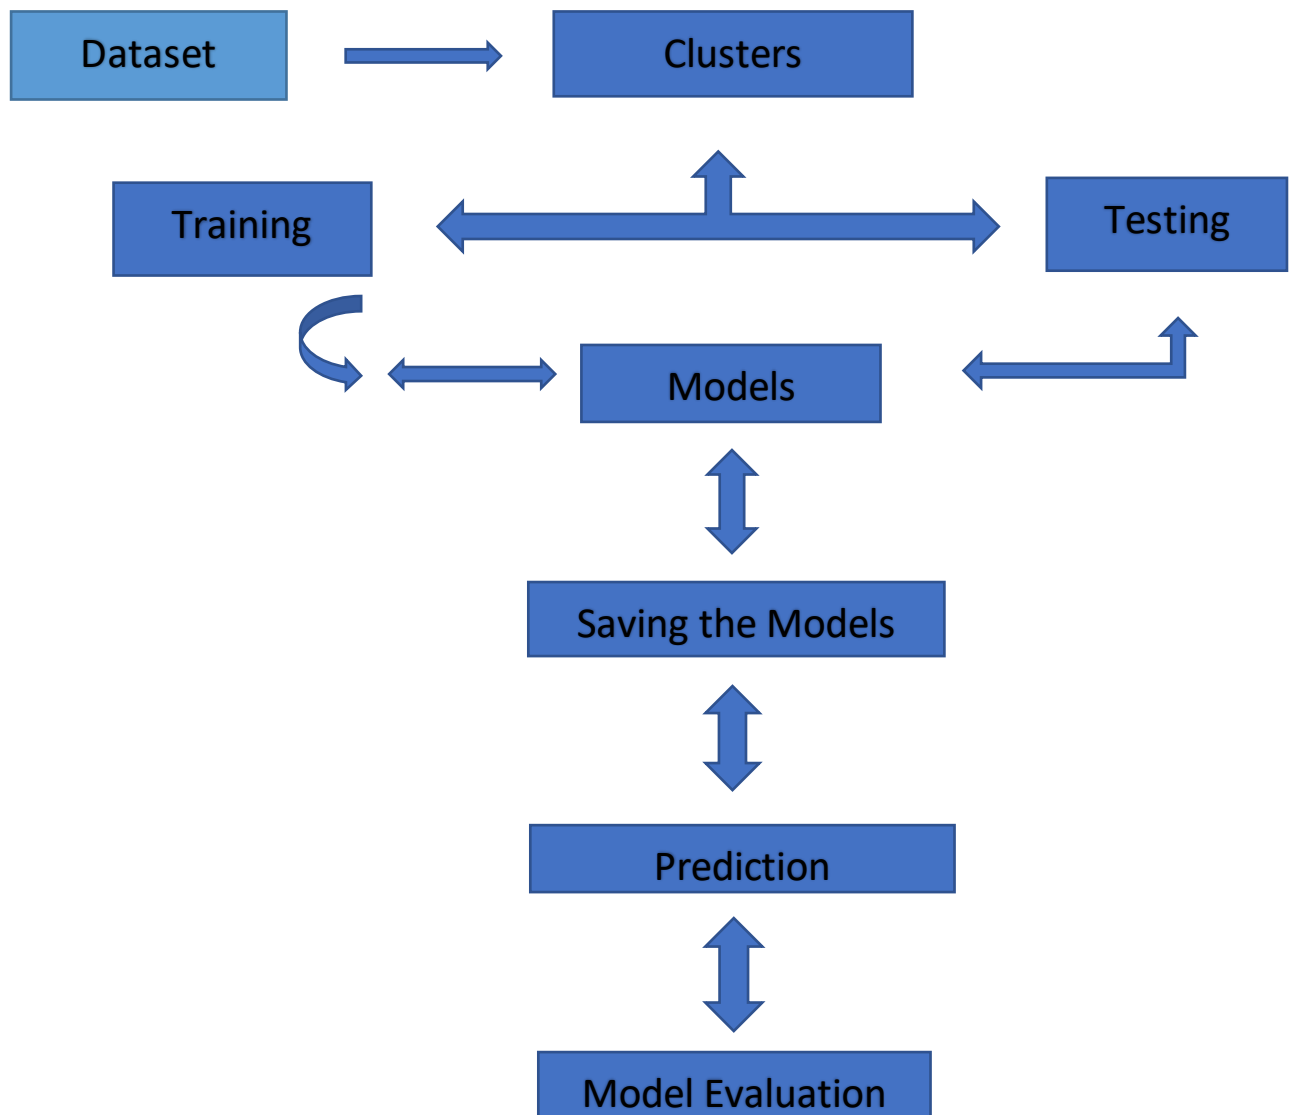 Dataset
Clusters
Training
Testing
Models
Saving the Models
Prediction
Model Evaluation